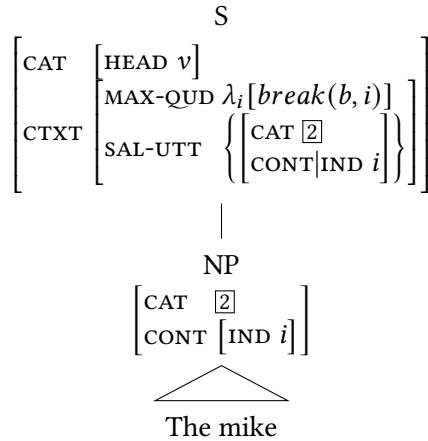 S
CAT [HEAD v]
CTXT [MAX-QUD λi[break(b, i)]
SAL-UTT {[CAT 2
CONT|IND i]}]
NP
[CAT 2
CONT [IND i]]
The mike